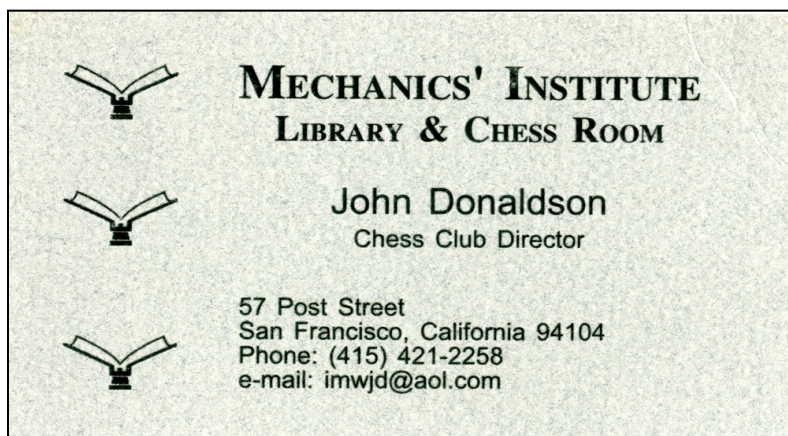 MECHANICS' INSTITUTE
LIBRARY & CHESS ROOM
John Donaldson
Chess Club Director
57 Post Street
San Francisco, California 94104
Phone: (415) 421-2258
e-mail: imwjd@aol.com